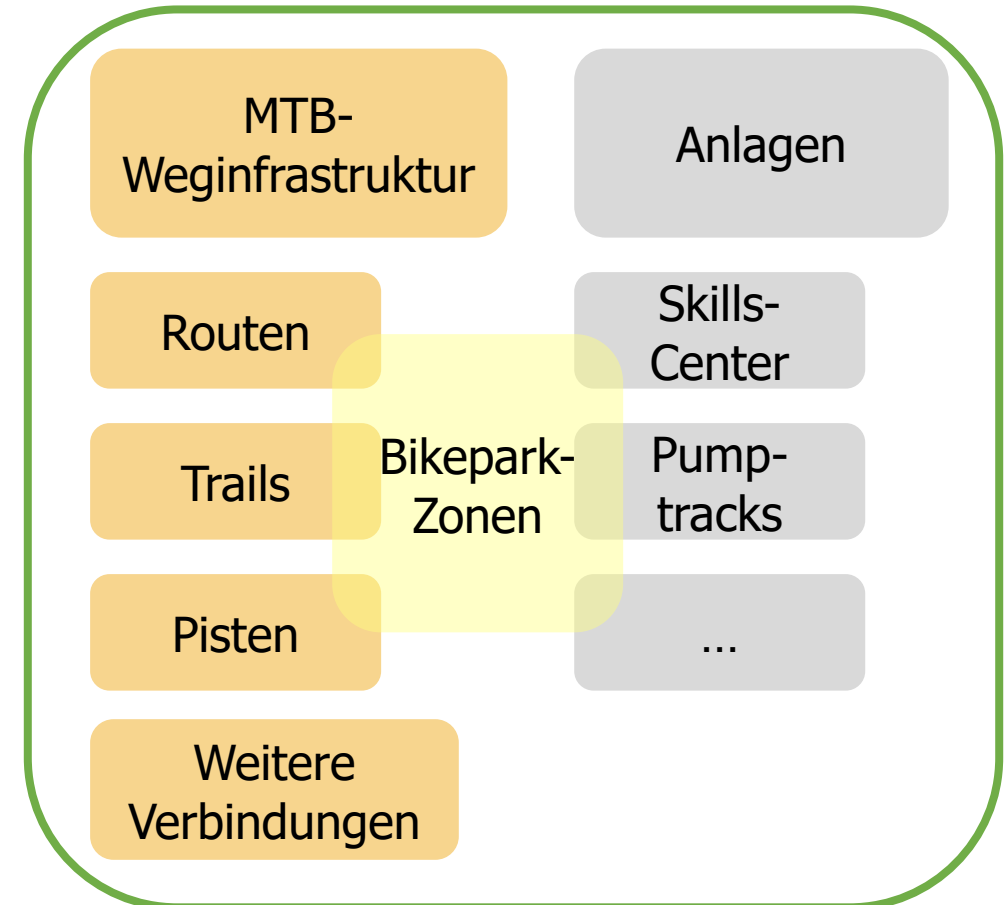 MTB-
Weginfrastruktur
Anlagen
Routen
Skills-
Center
Trails
Bikepark-
Zonen
Pump-
tracks
Pisten
...
Weitere
Verbindungen